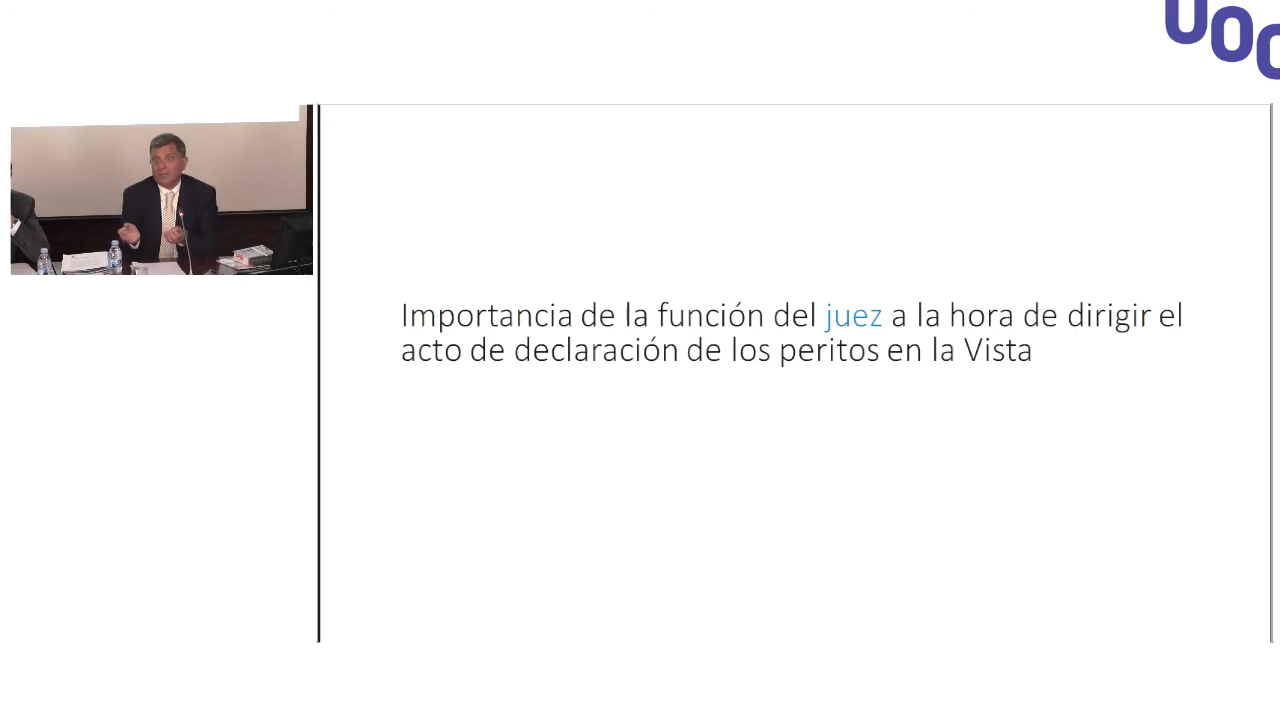 UOC
Importancia de la función del juez a la hora de dirigir el
acto de declaración de los peritos en la Vista